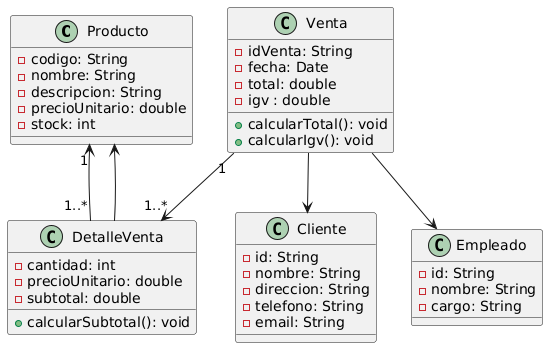 C Producto
codigo: String
nombre: String
descripcion: String
precioUnitario: double
stock: int
C Venta
idVenta: String
fecha: Date
total: double
igv : double
calcularTotal(): void
calcularIgv(): void
1
1..*
1
1..*
C DetalleVenta
cantidad: int
precioUnitario: double
subtotal: double
calcularSubtotal(): void
C Cliente
id: String
nombre: String
direccion: String
telefono: String
email: String
C Empleado
id: String
nombre: String
cargo: String